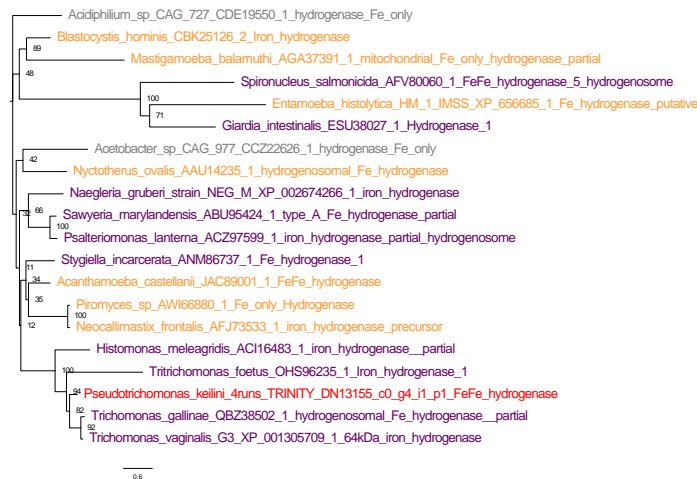 Acidiphilium_sp_CAG_727_CDE19550_1_hydrogenase_Fe_only
Blastocystis_hominis_CBK25126_2_Iron_hydrogenase
89
Mastigamoeba_balamuthi_AGA37391_1_mitochondrial_Fe_only_hydrogenase_partial
48
Spironucleus_salmonicida_AFV80060_1_FeFe_hydrogenase_5_hydrogenosome
100
Entamoeba_histolytica_HM_1_IMSS_XP_656685_1_Fe_hydrogenase_putative
71
Giardia_intestinalis_ESU38027_1_Hydrogenase_1
Acetobacter_sp_CAG_977_CCZ22626_1_hydrogenase_Fe_only
42
Nyctotherus_ovalis_AAU14235_1_hydrogenosomal_Fe_hydrogenase
Naegleria_gruberi_strain_NEG_M_XP_002674266_1_iron_hydrogenase
32 66
Sawyeria_marylandensis_ABU95424_1_type_A_Fe_hydrogenase_partial
100
Psalteriomonas_lanterna_ACZ97599_1_iron_hydrogenase_partial_hydrogenosome
11
Stygiella_incarcerata_ANM86737_1_Fe_hydrogenase_1
34
Acanthamoeba_castellanii_JAC89001_1_FeFe_hydrogenase
35
Piromyces_sp_AWI66880_1_Fe_only_Hydrogenase
100
12
Neocallimastix_frontalis_AFJ73533_1_iron_hydrogenase_precursor
Histomonas_meleagridis_ACI16483_1_iron_hydrogenase__partial
100
Tritrichomonas_foetus_OHS96235_1_Iron_hydrogenase_1
94
Pseudotrichomonas_keilini_4runs_TRINITY_DN13155_c0_g4_i1_p1_FeFe_hydrogenase
82
Trichomonas_gallinae_QBZ38502_1_hydrogenosomal_Fe_hydrogenase__partial
92
Trichomonas_vaginalis_G3_XP_001305709_1_64kDa_iron_hydrogenase
0.6